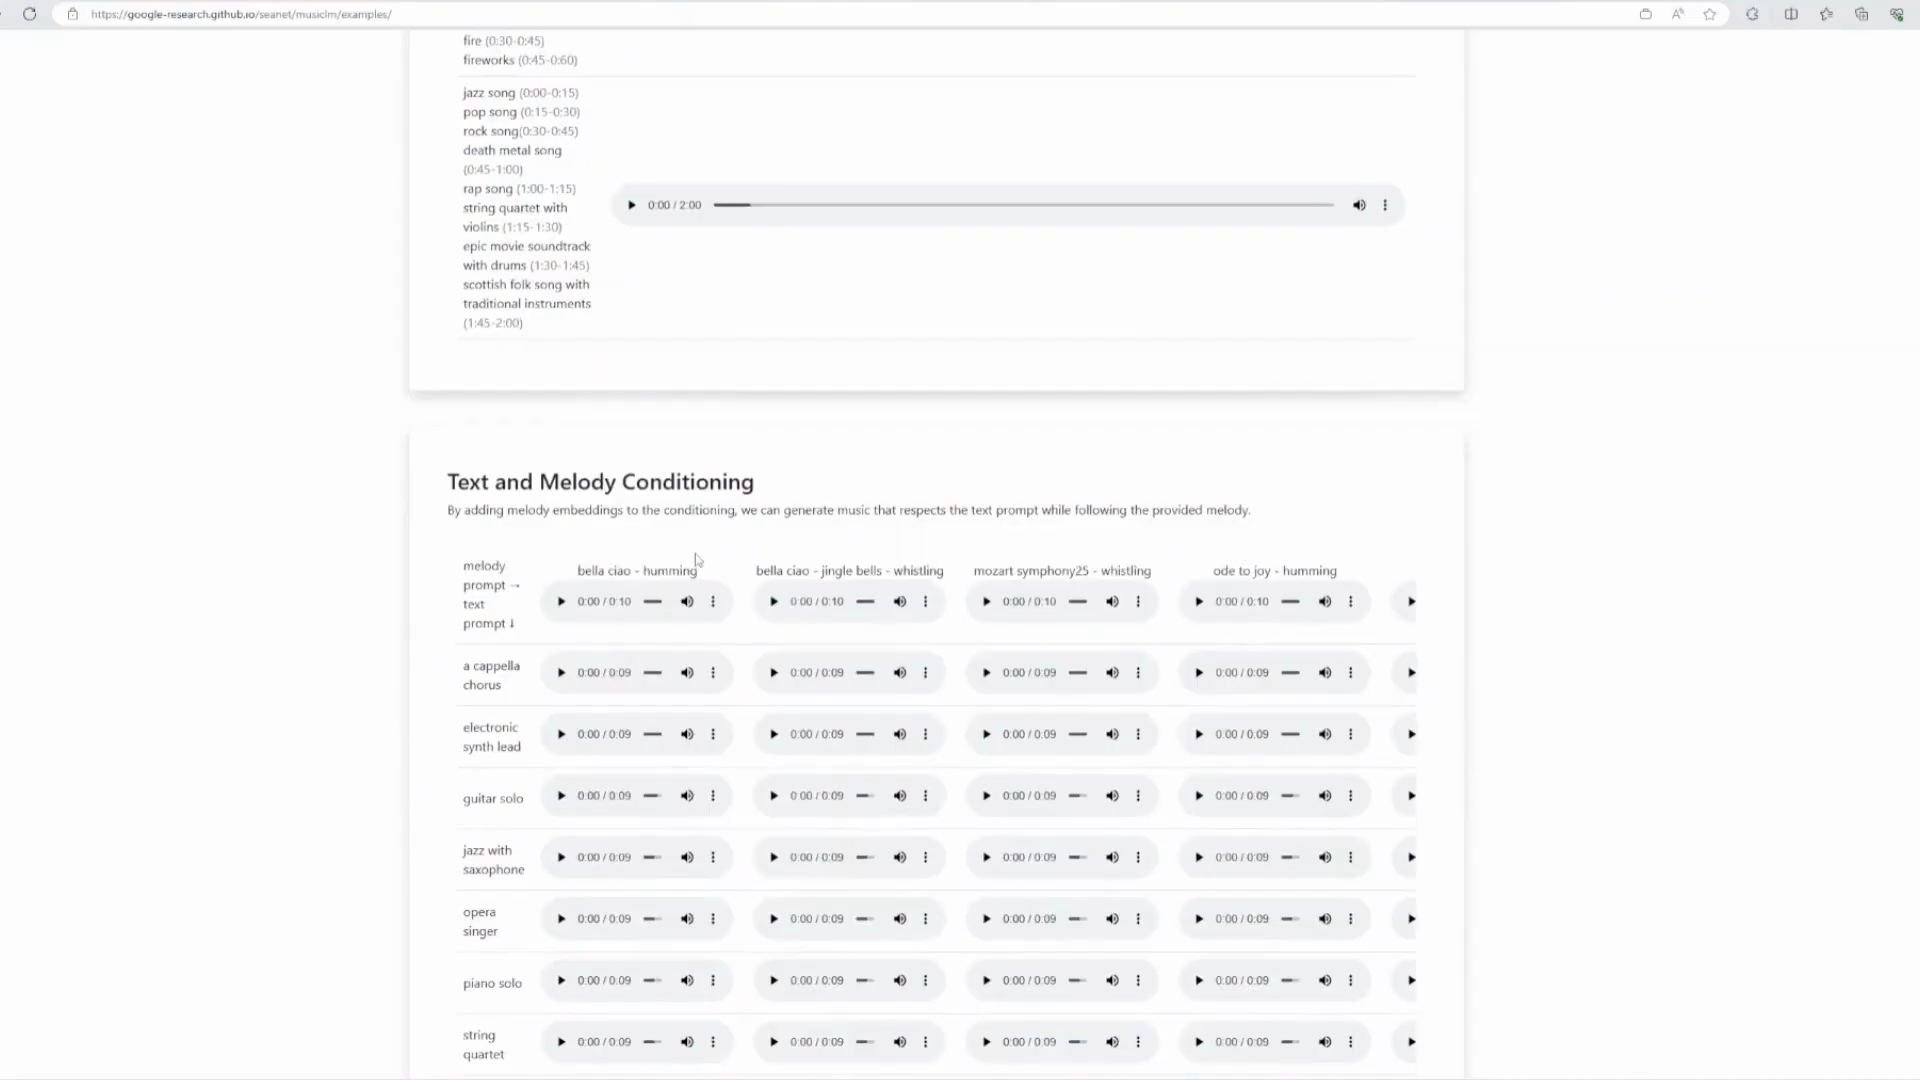 https://google-research.github.io/seanet/musiclm/examples/
fire (0:30-0:45)
fireworks (0:45-0:60)
jazz song (0:00-0:15)
pop song (0:15-0:30)
rock song(0:30-0:45)
death metal song
(0:45-1:00)
rap song (1:00-1:15)
string quartet with
violins (1:15-1:30)
epic movie soundtrack
with drums (1:30-1:45)
scottish folk song with
traditional instruments
(1:45-2:00)
0:00 / 2:00
Text and Melody Conditioning
By adding melody embeddings to the conditioning, we can generate music that respects the text prompt while following the provided melody.
melody
prompt →
text
prompt ↓
bella ciao - humming
bella ciao - jingle bells - whistling
mozart symphony25 - whistling
ode to joy - humming
0:00 / 0:10 0:00 / 0:10 0:00 / 0:10 0:00 / 0:10
a cappella
chorus
0:00 / 0:09 0:00 / 0:09 0:00 / 0:09 0:00 / 0:09
electronic
synth lead
0:00 / 0:09 0:00 / 0:09 0:00 / 0:09 0:00 / 0:09
guitar solo
0:00 / 0:09 0:00 / 0:09 0:00 / 0:09 0:00 / 0:09
jazz with
saxophone
0:00 / 0:09 0:00 / 0:09 0:00 / 0:09 0:00 / 0:09
opera
singer
0:00 / 0:09 0:00 / 0:09 0:00 / 0:09 0:00 / 0:09
piano solo
0:00 / 0:09 0:00 / 0:09 0:00 / 0:09 0:00 / 0:09
string
quartet
0:00 / 0:09 0:00 / 0:09 0:00 / 0:09 0:00 / 0:09